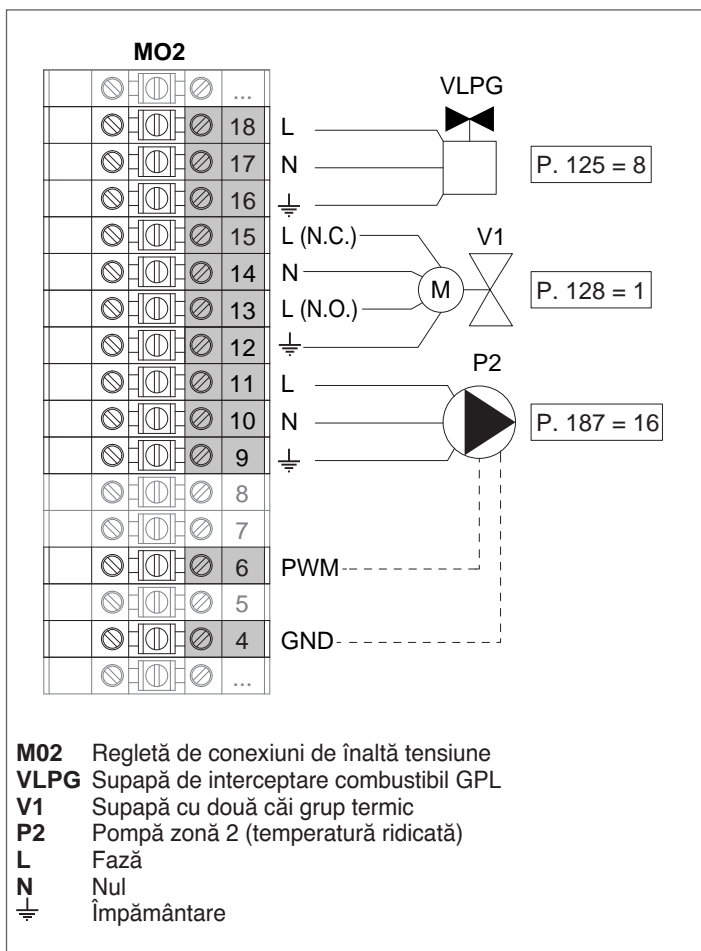 MO2
VLPG
...
18 L
17 N P. 125 = 8
16 ⏚
15 L (N.C.) V1
14 N M P. 128 = 1
13 L (N.O.)
12 ⏚
P2
11 L
10 N P. 187 = 16
9 ⏚
8
7
6 PWM
5
4 GND
...
M02 Regletă de conexiuni de înaltă tensiune
VLPG Supapă de interceptare combustibil GPL
V1 Supapă cu două căi grup termic
P2 Pompă zonă 2 (temperatură ridicată)
L Fază
N Nul
⏚ Împământare